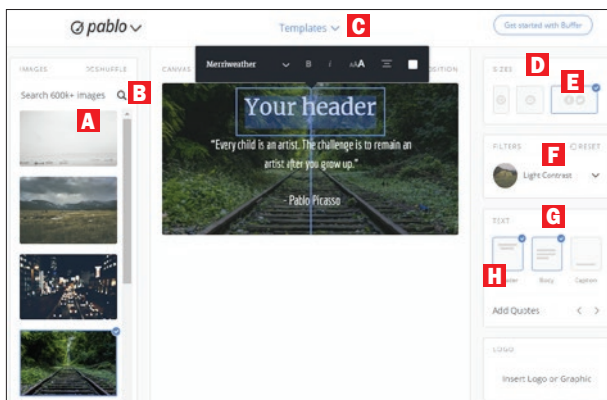 pablo
Templates
C
Get started with Buffer
IMAGES
RESHUFFLE
CANVAS
Merriweather
B
i
AAA
POSITION
SIZES
D
E
Search 600k+ images
B
A
Your header
"Every child is an artist. The challenge is to remain an
artist after you grow up."
- Pablo Picasso
FILTERS
RESET
F
Light Contrast
TEXT
G
H
Body
Caption
Add Quotes
LOGO
Insert Logo or Graphic